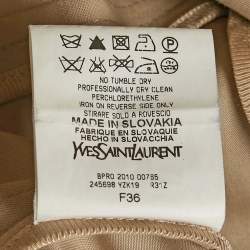 NO TUMBLE DRY
PROFESSIONALLY DRY CLEAN
PERCHLORETHYLENE
IRON ON REVERSE SIDE ONLY
STIRARE SOLO A ROVESCIO
MADE IN SLOVAKIA
FABRIQUE EN SLOVAQUIE
HECHO IN SLOVACCHIA
YVESSAINTLAURENT
BPRO 2010 00785
245698 YZK19 R31Z
F36